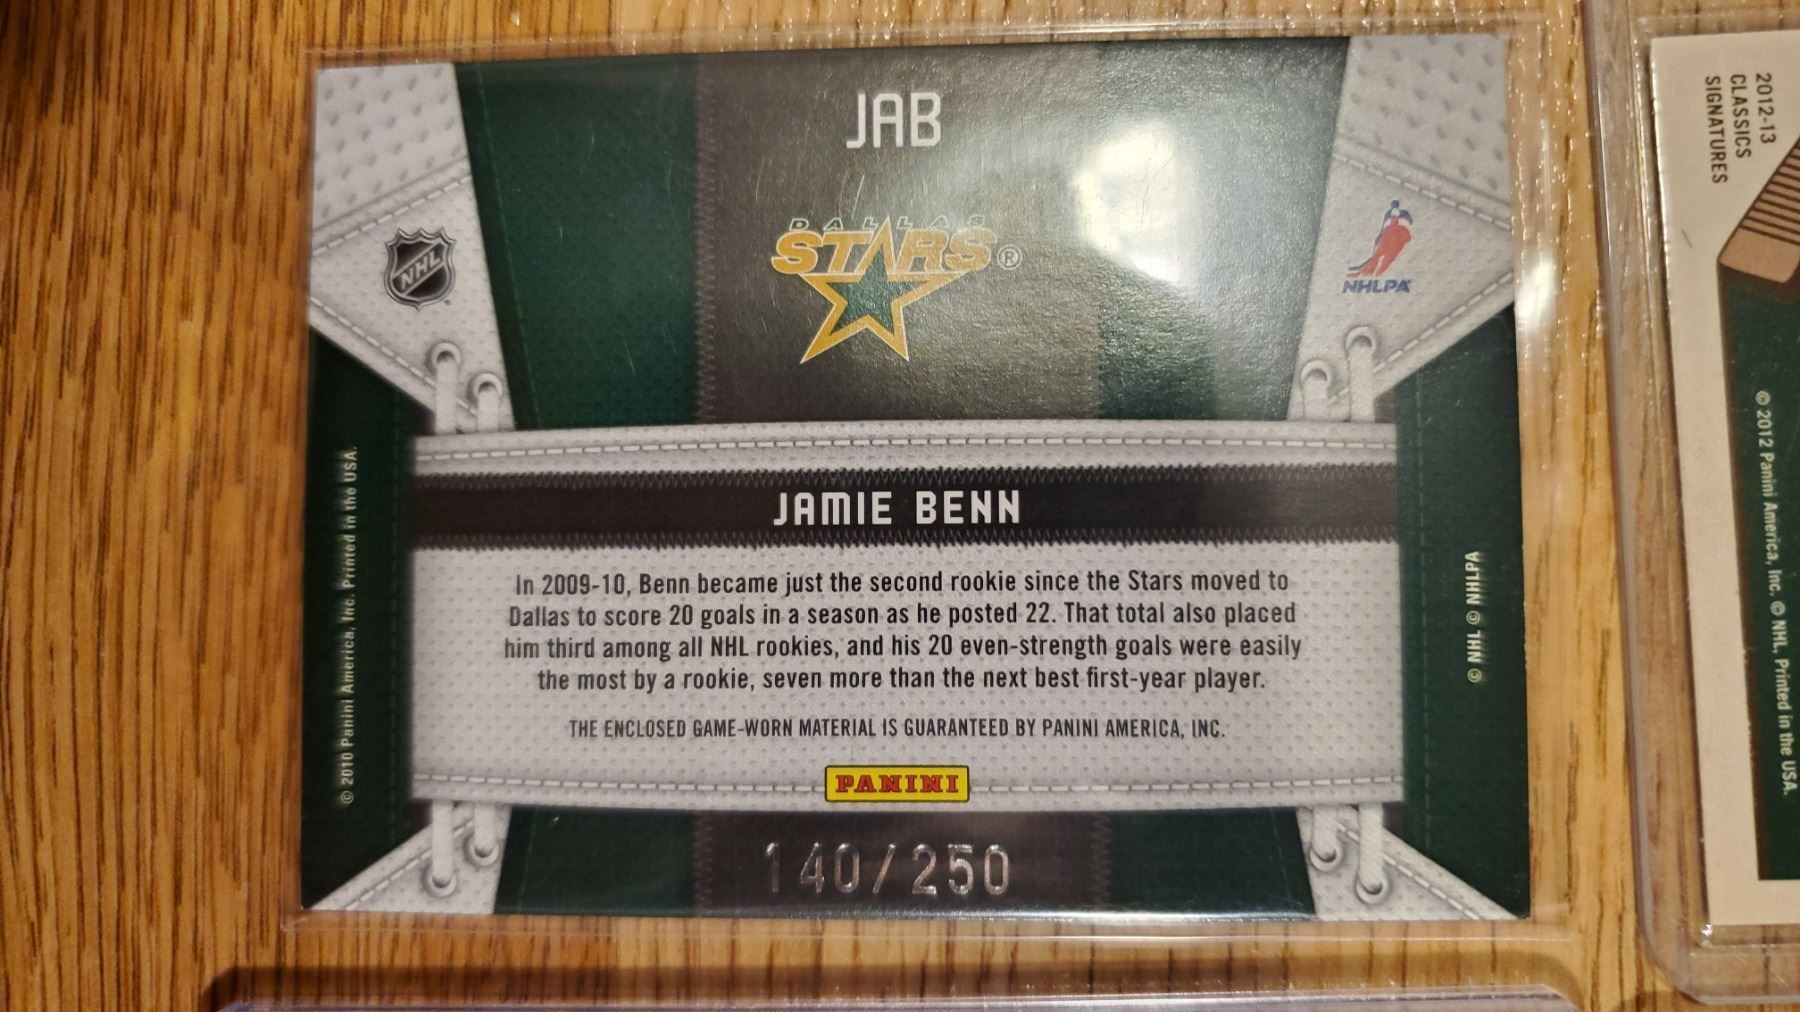 JAB
DALLAS
STARS®
NHL
NHLPA
JAMIE BENN
In 2009-10, Benn became just the second rookie since the Stars moved to
Dallas to score 20 goals in a season as he posted 22. That total also placed
him third among all NHL rookies, and his 20 even-strength goals were easily
the most by a rookie, seven more than the next best first-year player.
THE ENCLOSED GAME-WORN MATERIAL IS GUARANTEED BY PANINI AMERICA, INC.
PANINI
140/250
© 2010 Panini America, Inc. Printed in the USA.
© NHL © NHLPA
2012-13
CLASSICS
SIGNATURES
© 2012 Panini America, Inc. © NHL. Printed in the USA.